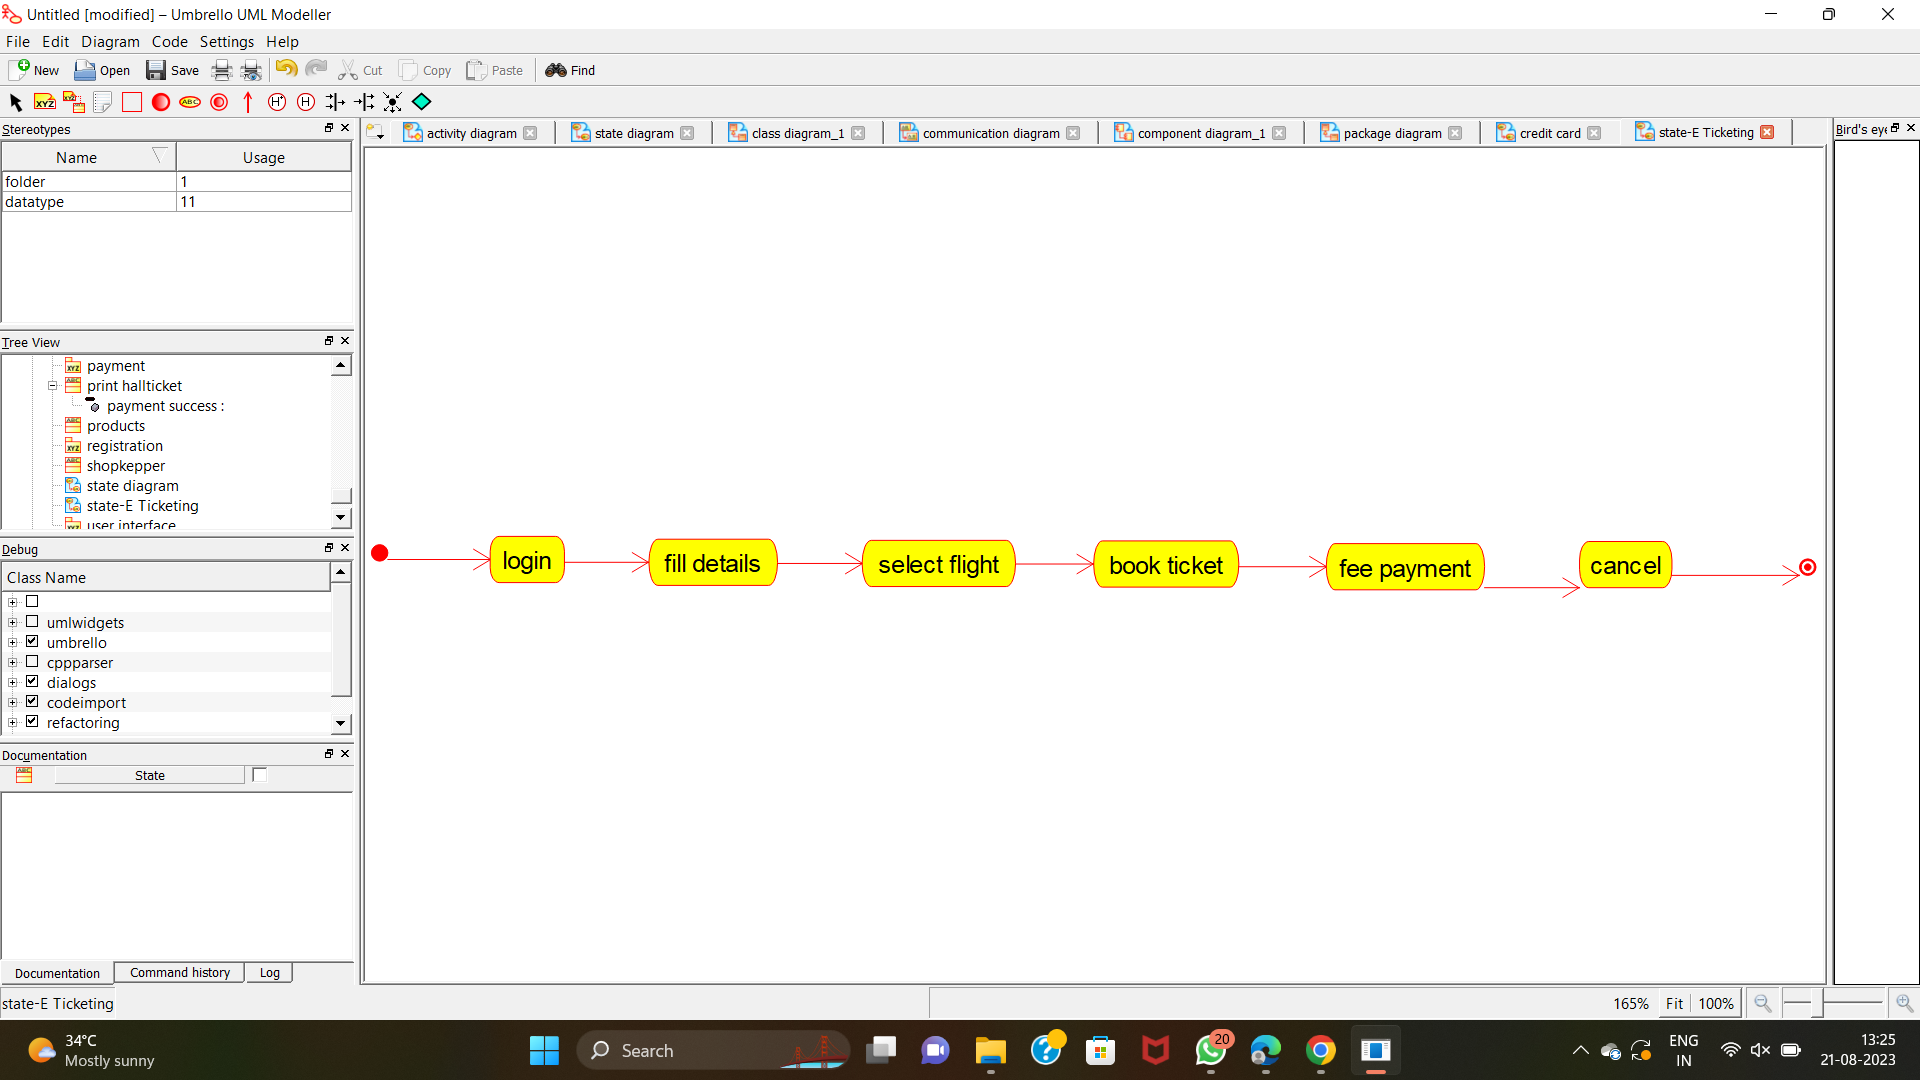 Untitled [modified] – Umbrello UML Modeller
File Edit Diagram Code Settings Help
New Open Save Cut Copy Paste Find
XYZ ABC H* H
Stereotypes
Name Usage
folder 1
datatype 11
Tree View
payment
print hallticket
payment success :
products
registration
shopkepper
state diagram
state-E Ticketing
user interface
Debug
Class Name
umlwidgets
umbrello
cppparser
dialogs
codeimport
refactoring
Documentation
State
Documentation Command history Log
activity diagram state diagram class diagram_1 communication diagram component diagram_1 package diagram credit card state-E Ticketing
Bird's eye
login fill details select flight book ticket fee payment cancel
state-E Ticketing
165% Fit 100%
34°C
Mostly sunny
Search
20
ENG
IN
13:25
21-08-2023